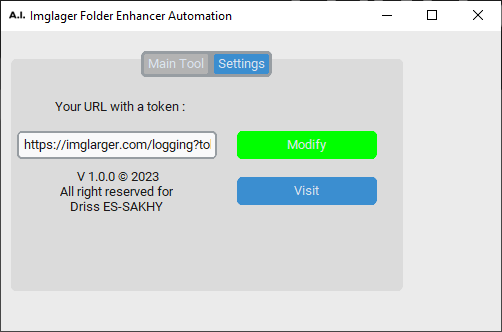 A.I. Imglager Folder Enhancer Automation
Main Tool Settings
Your URL with a token :
https://imglarger.com/logging?to
Modify
V 1.0.0 © 2023
All right reserved for
Driss ES-SAKHY
Visit